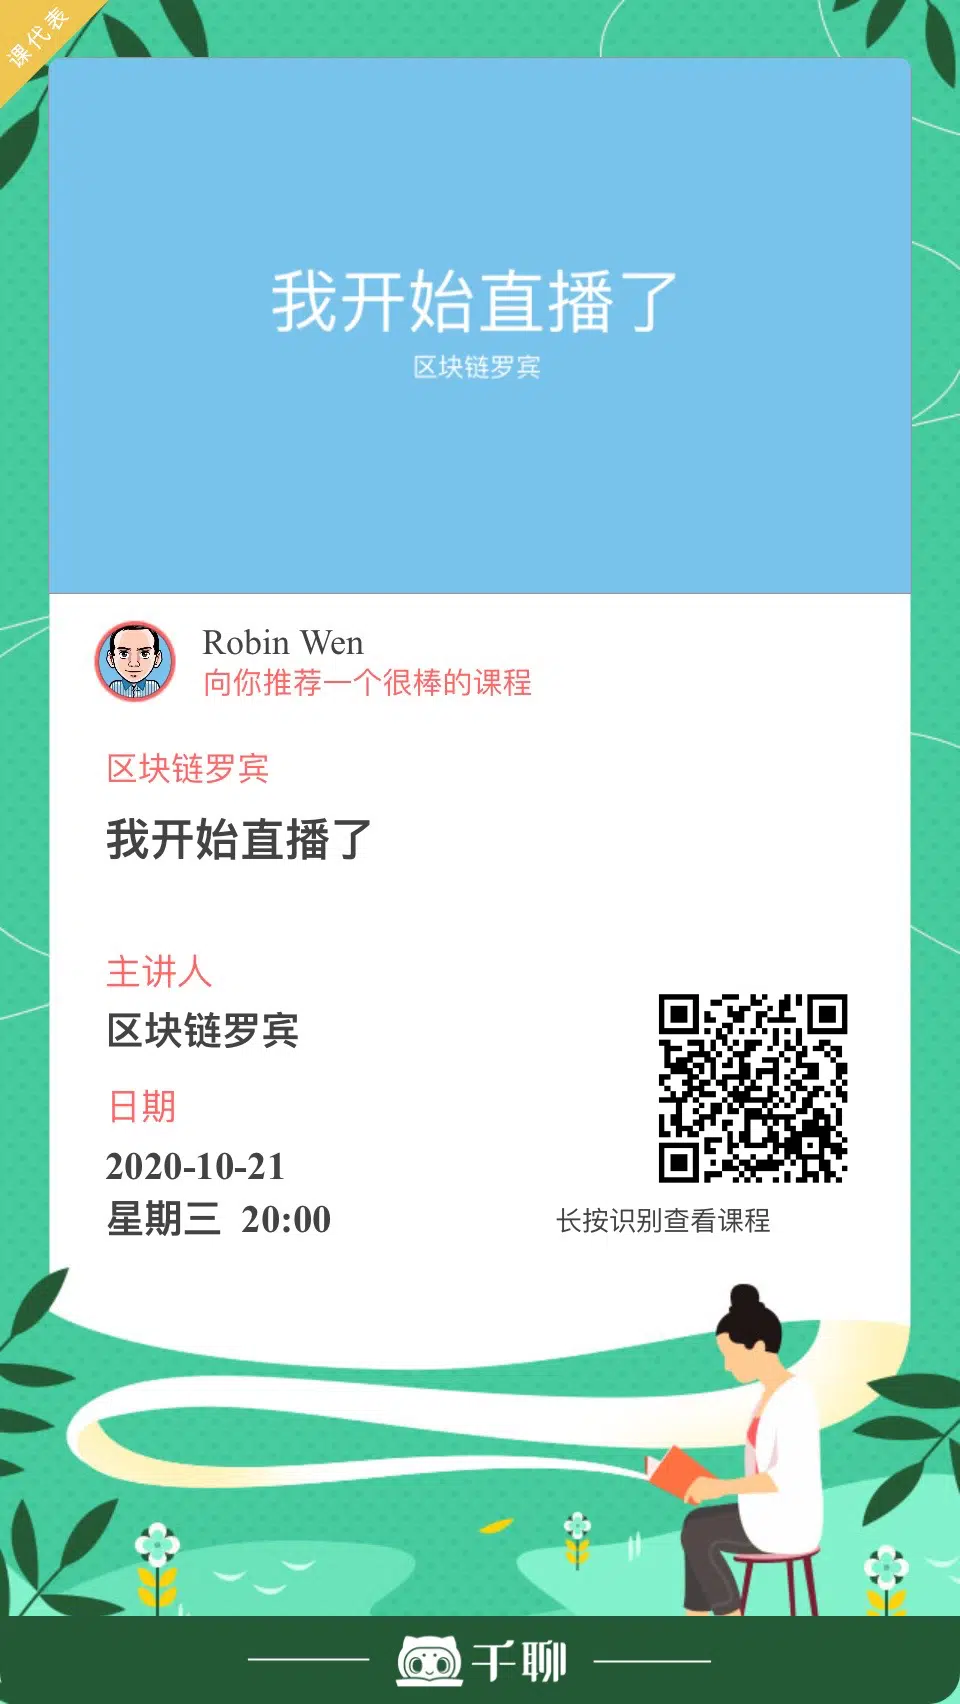 课代表
我开始直播了
区块链罗宾
Robin Wen
向你推荐一个很棒的课程
区块链罗宾
我开始直播了
主讲人
区块链罗宾
日期
2020-10-21
星期三 20:00
长按识别查看课程
千聊